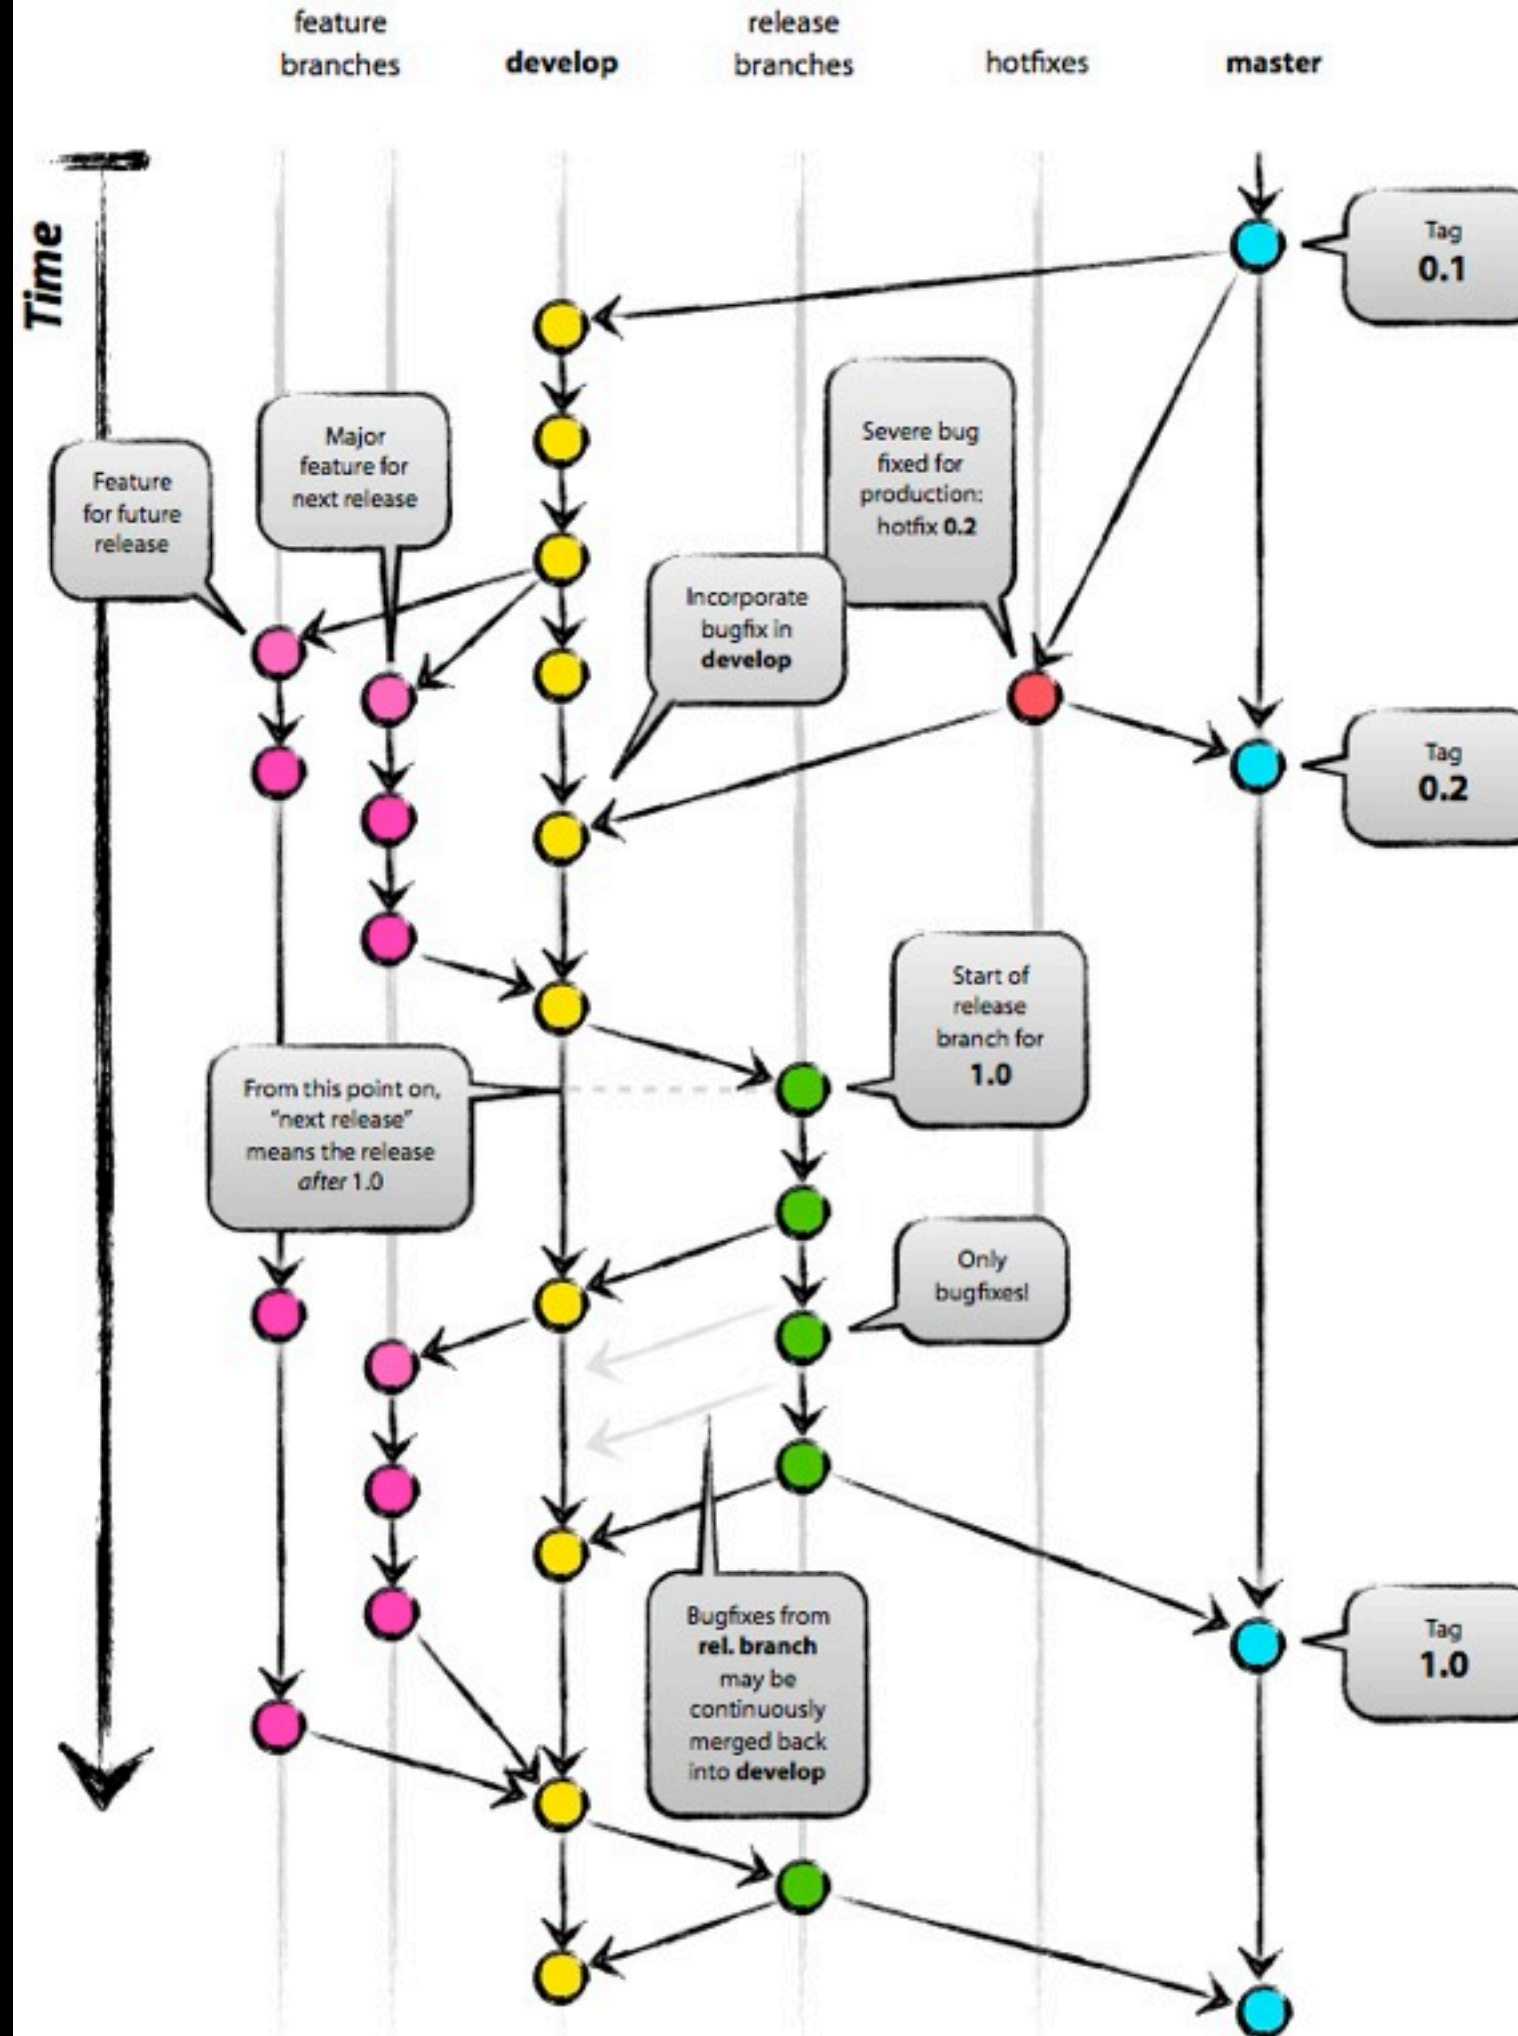 feature
branches
develop
release
branches
hotfixes
master
Time
Tag
0.1
Major
feature for
next release
Severe bug
fixed for
production:
hotfix 0.2
Feature
for future
release
Incorporate
bugfix in
develop
Tag
0.2
Start of
release
branch for
1.0
From this point on,
"next release"
means the release
after 1.0
Only
bugfixes!
Bugfixes from
rel. branch
may be
continuously
merged back
into develop
Tag
1.0